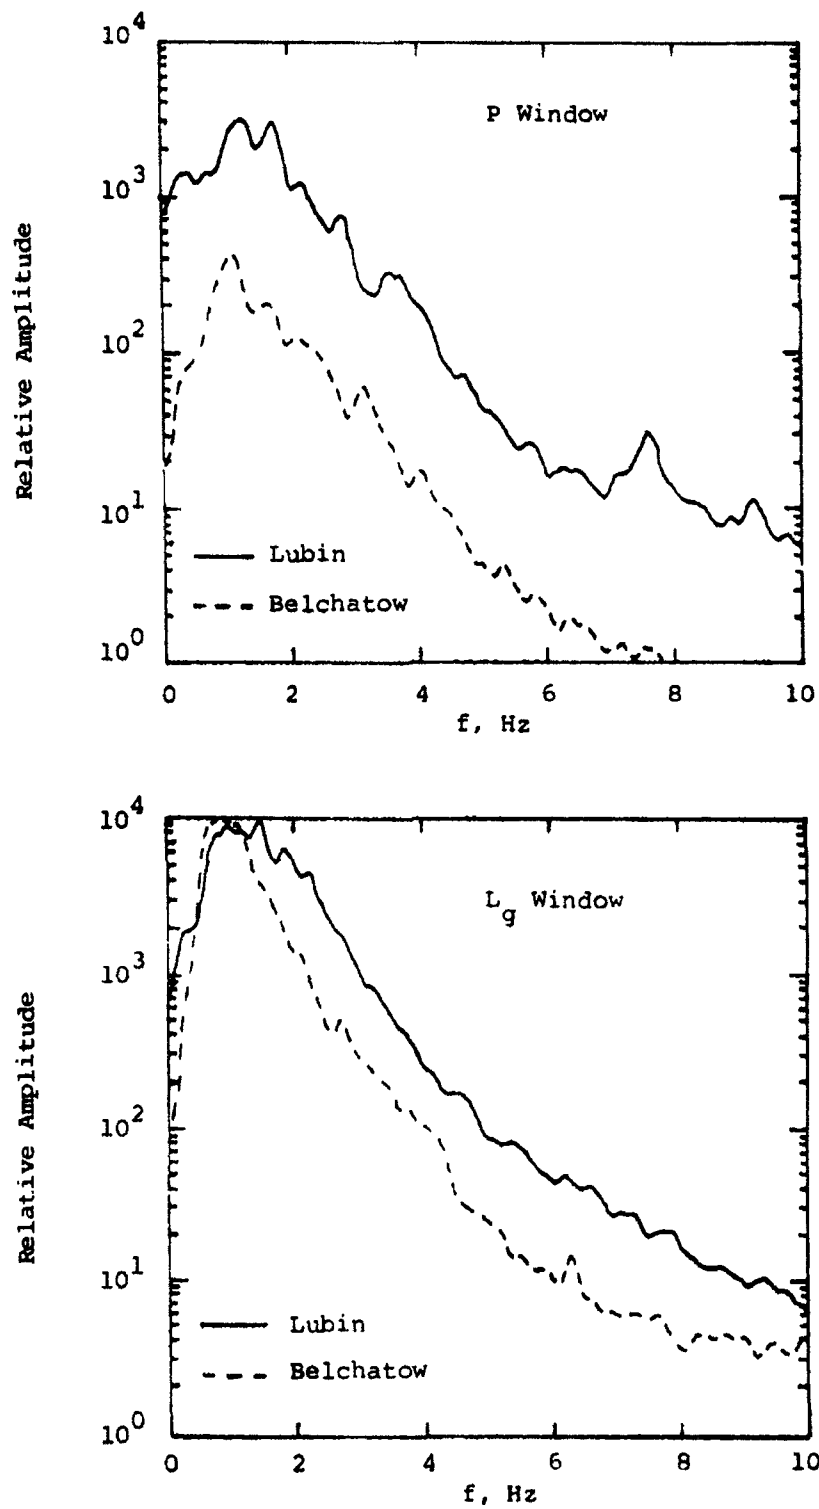 10^4
P Window
10^3
Relative Amplitude
10^2
10^1
Lubin
Belchatow
10^0
0 2 4 6 8 10
f, Hz
10^4
L_g Window
10^3
Relative Amplitude
10^2
10^1
Lubin
Belchatow
10^0
0 2 4 6 8 10
f, Hz